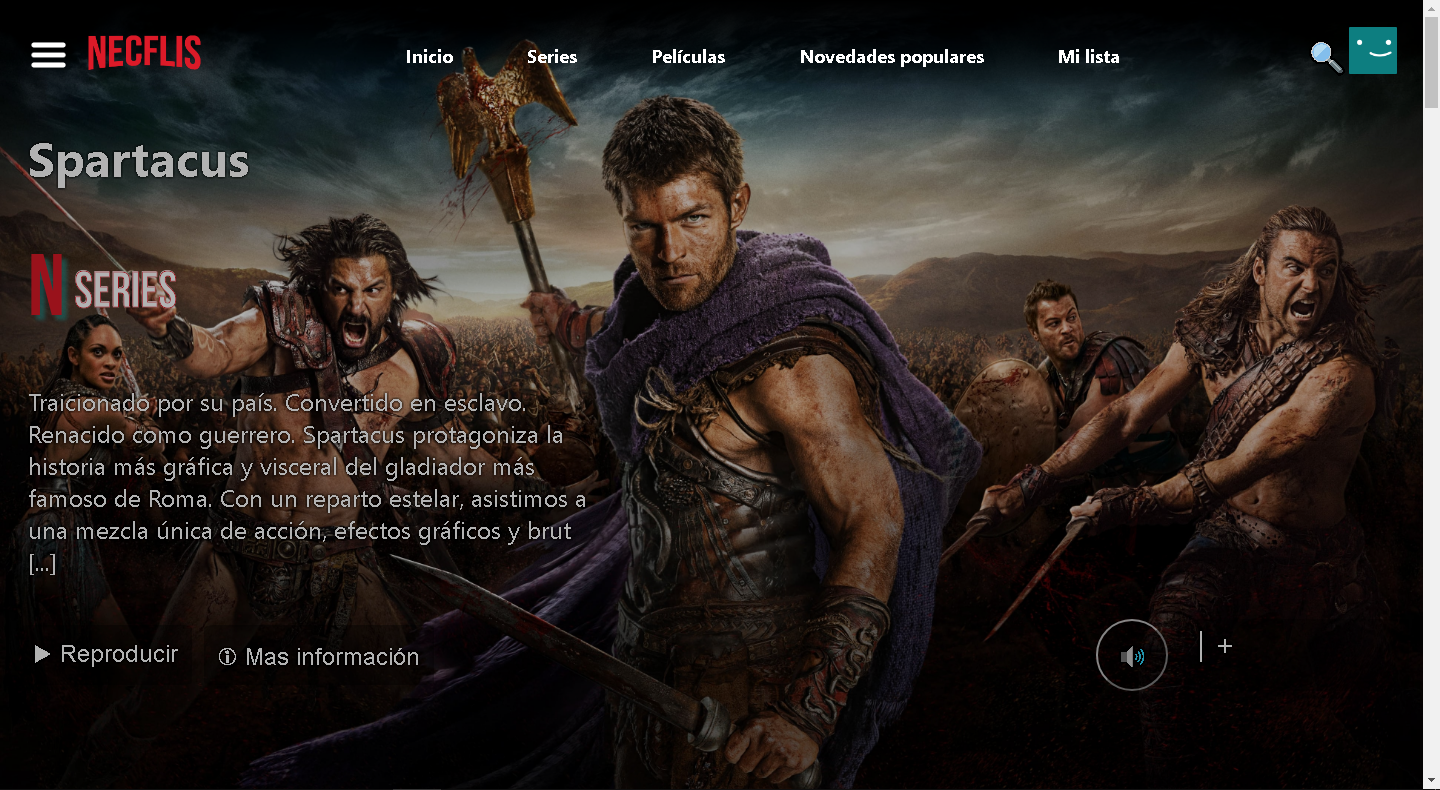 NECFLIS
Inicio
Series
Películas
Novedades populares
Mi lista
Spartacus
N SERIES
Traicionado por su país. Convertido en esclavo.
Renacido como guerrero. Spartacus protagoniza la
historia más gráfica y visceral del gladiador más
famoso de Roma. Con un reparto estelar, asistimos a
una mezcla única de acción, efectos gráficos y brut
[...]
Reproducir
Mas información
+